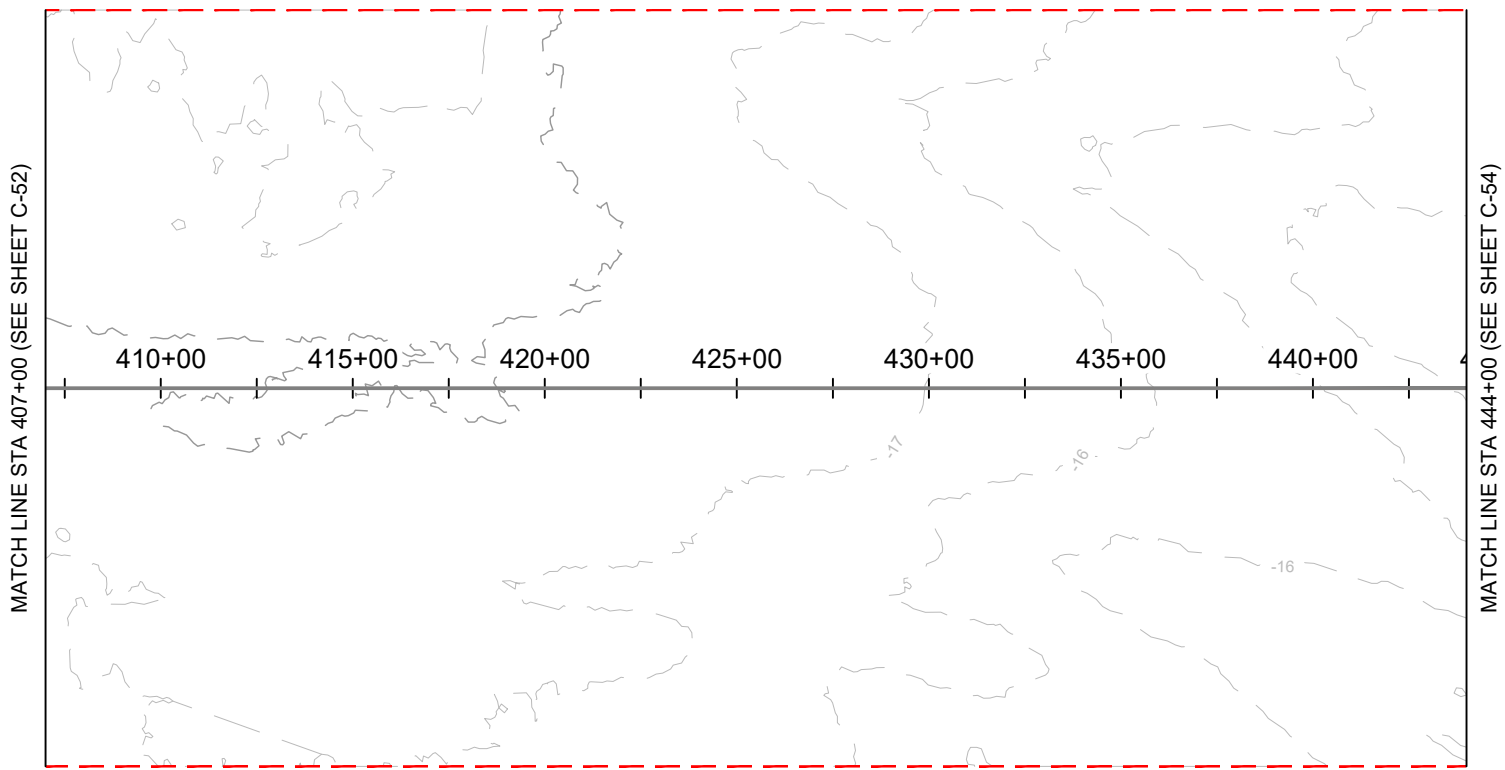 MATCH LINE STA 407+00 (SEE SHEET C-52)
410+00 415+00 420+00 425+00 430+00 435+00 440+00 4
-17
-16
-16
MATCH LINE STA 444+00 (SEE SHEET C-54)